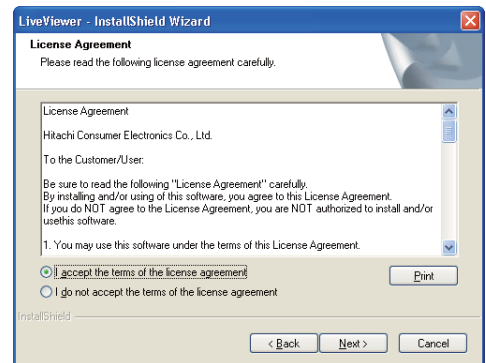 LiveViewer - InstallShield Wizard
License Agreement
Please read the following license agreement carefully.
License Agreement
Hitachi Consumer Electronics Co., Ltd.
To the Customer/User:
Be sure to read the following "License Agreement" carefully.
By installing and/or using of this software, you agree to this License Agreement.
If you do NOT agree to the License Agreement, you are NOT authorized to install and/or
usethis software.
1. You may use this software under the terms of this License Agreement.
I accept the terms of the license agreement
Print
I do not accept the terms of the license agreement
InstallShield
< Back Next > Cancel